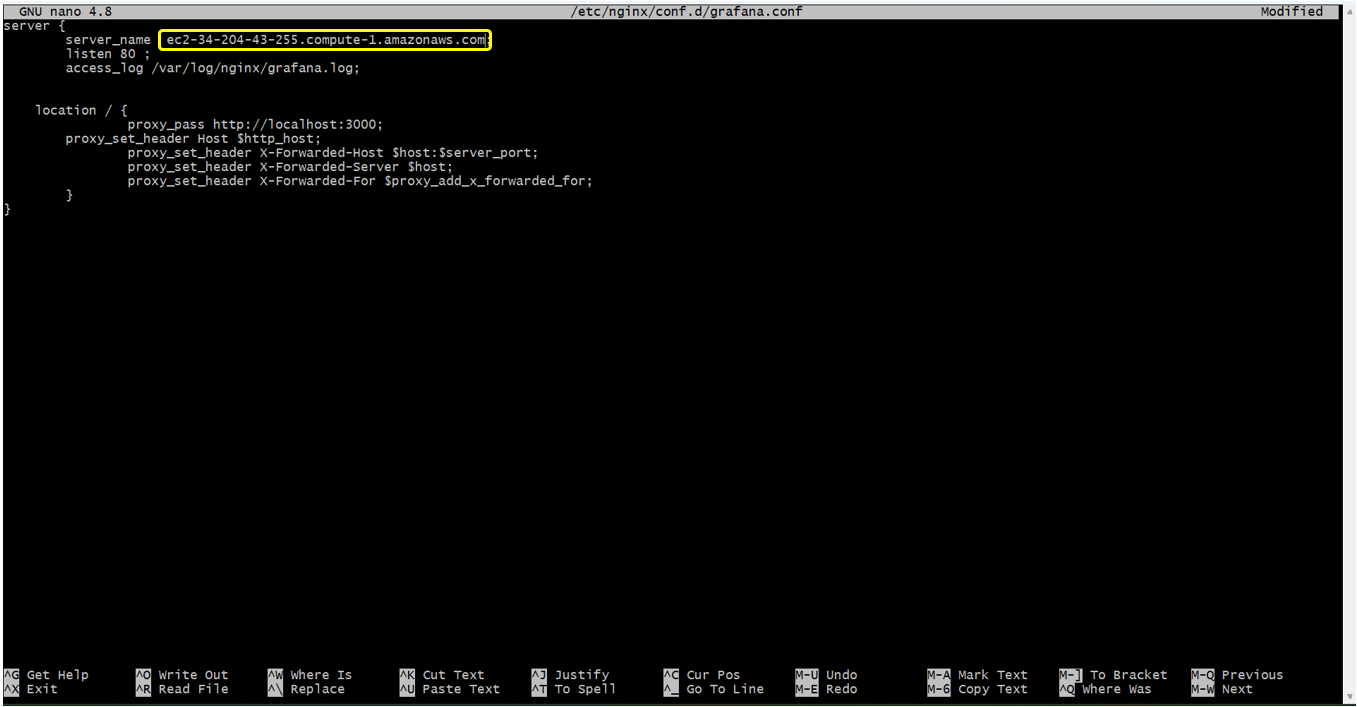 GNU nano 4.8 /etc/nginx/conf.d/grafana.conf Modified
server {
server_name ec2-34-204-43-255.compute-1.amazonaws.com;
listen 80 ;
access_log /var/log/nginx/grafana.log;
location / {
proxy_pass http://localhost:3000;
proxy_set_header Host $http_host;
proxy_set_header X-Forwarded-Host $host:$server_port;
proxy_set_header X-Forwarded-Server $host;
proxy_set_header X-Forwarded-For $proxy_add_x_forwarded_for;
}
}
^G Get Help ^O Write Out ^W Where Is ^K Cut Text ^J Justify ^C Cur Pos M-U Undo M-A Mark Text M-] To Bracket M-Q Previous
^X Exit ^R Read File ^\ Replace ^U Paste Text ^T To Spell ^_ Go To Line M-E Redo M-6 Copy Text ^Q Where Was M-W Next